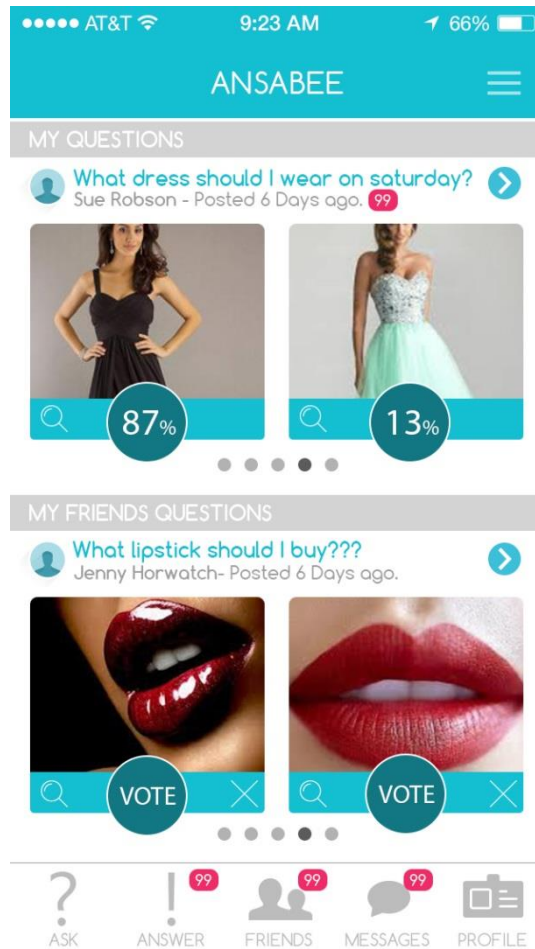 AT&T 9:23 AM 66%
ANSABEE
MY QUESTIONS
What dress should I wear on saturday?
Sue Robson - Posted 6 Days ago. 99
87% 13%
MY FRIENDS QUESTIONS
What lipstick should I buy???
Jenny Horwatch- Posted 6 Days ago.
VOTE VOTE
99 99 99
ASK ANSWER FRIENDS MESSAGES PROFILE